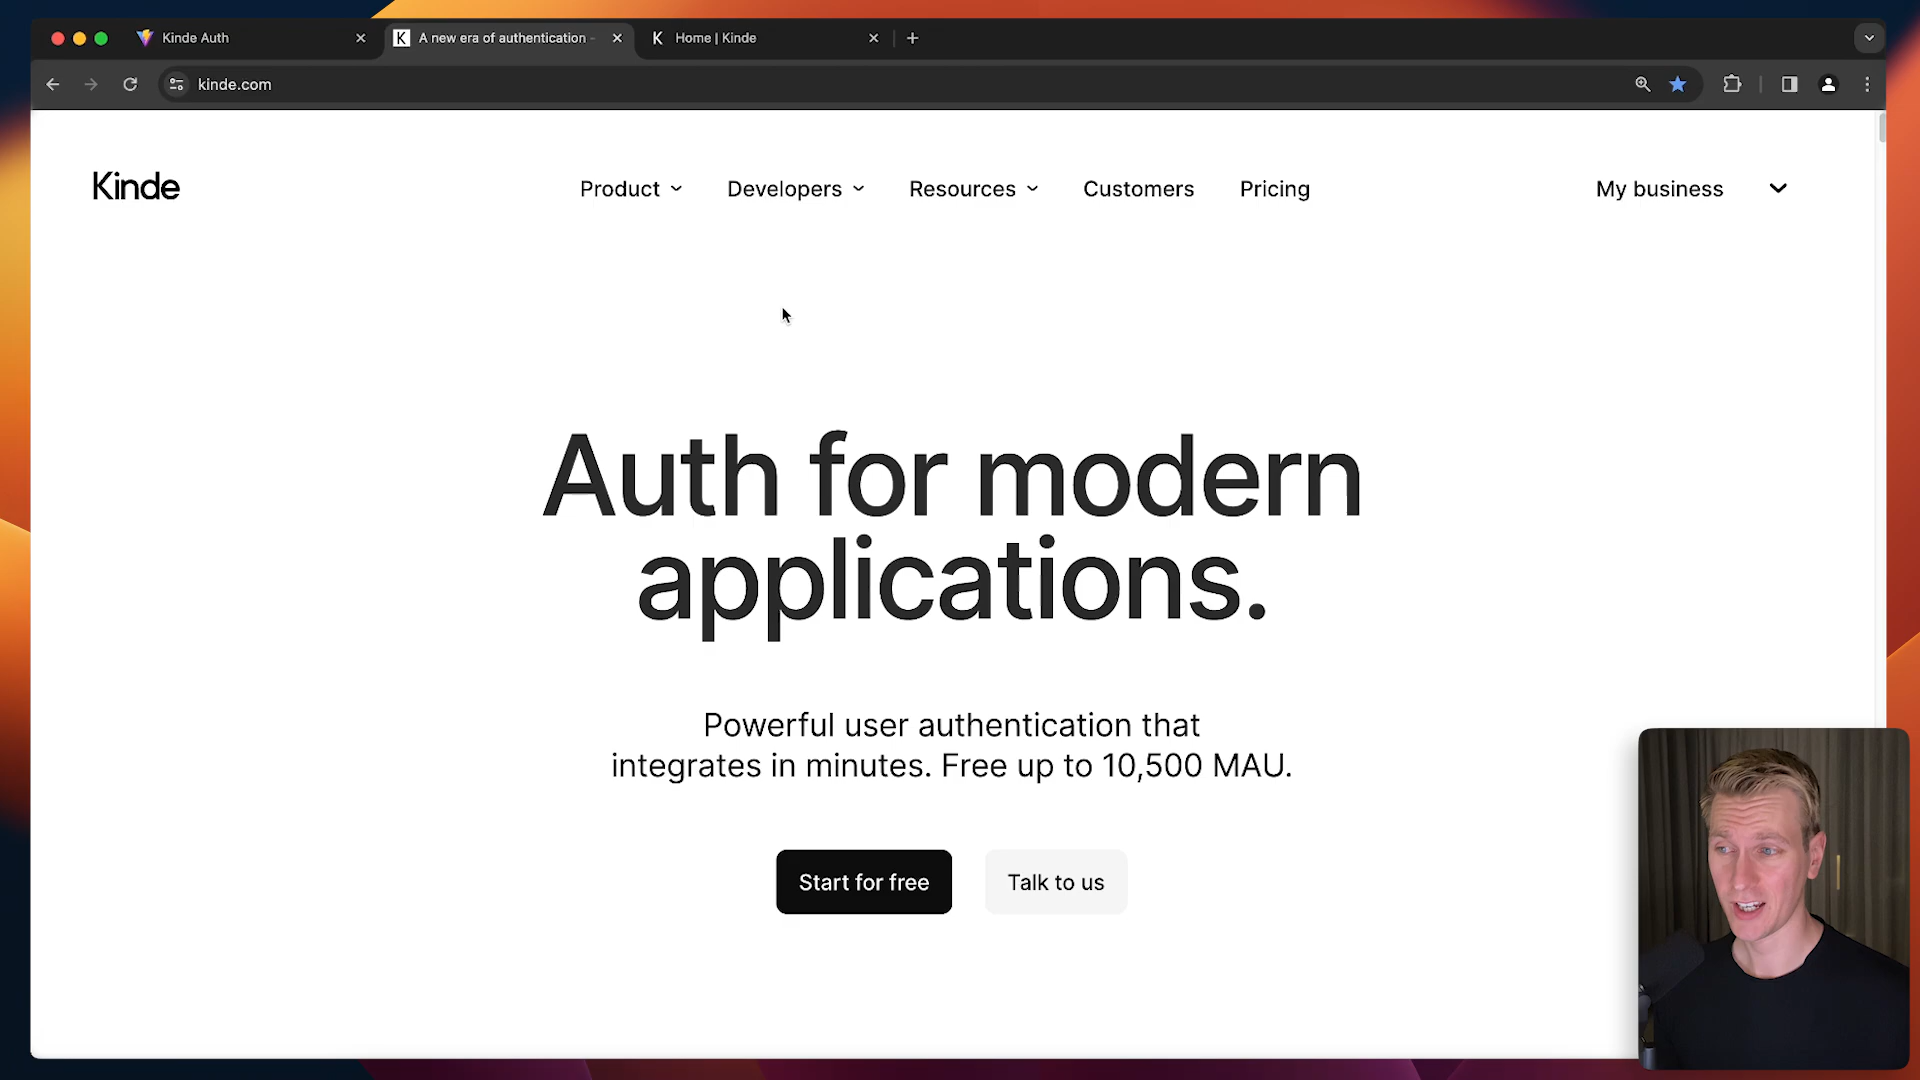 Kinde Auth
A new era of authentication -
K Home | Kinde
kinde.com
Kinde
Product
Developers
Resources
Customers
Pricing
My business
Auth for modern
applications.
Powerful user authentication that
integrates in minutes. Free up to 10,500 MAU.
Start for free
Talk to us